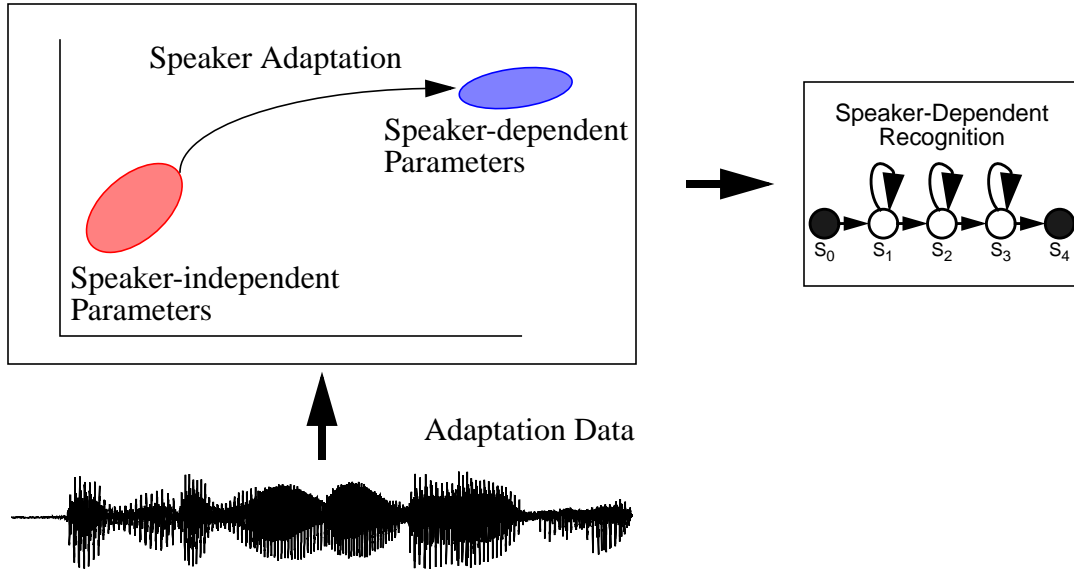 Speaker Adaptation
Speaker-dependent
Parameters
Speaker-independent
Parameters
Speaker-Dependent
Recognition
S0 S1 S2 S3 S4
Adaptation Data